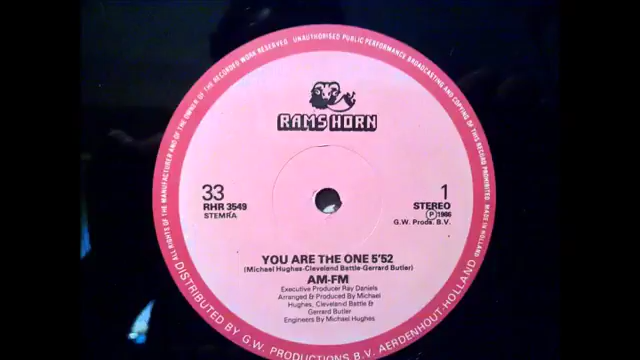 ALL RIGHTS OF THE MANUFACTURER AND OF THE OWNER OF THE RECORDED WORK RESERVED. UNAUTHORISED PUBLIC PERFORMANCE BROADCASTING AND COPYING OF THIS RECORD PROHIBITED. MADE IN HOLLAND
RAMSHORN
33
RHR 3549
STEMRA
1
STEREO
Ⓟ1986
G.W. Prods. B.V.
YOU ARE THE ONE 5'52
(Michael Hughes-Cleveland Battle-Gerrard Butler)
AM-FM
Executive Producer Ray Daniels
Arranged & Produced By Michael
Hughes, Cleveland Battle &
Gerrard Butler
Engineers By Michael Hughes
DISTRIBUTED BY G.W. PRODUCTIONS B.V. AERDENHOUT-HOLLAND